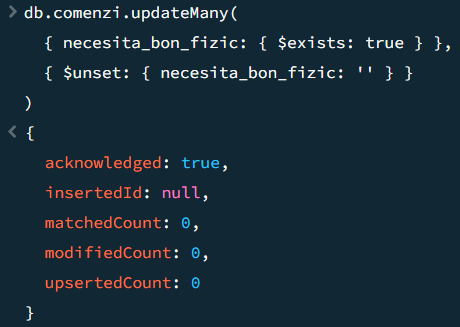 > db.comenzi.updateMany(
{ necesita_bon_fizic: { $exists: true } },
{ $unset: { necesita_bon_fizic: '' } }
)
< {
acknowledged: true,
insertedId: null,
matchedCount: 0,
modifiedCount: 0,
upsertedCount: 0
}